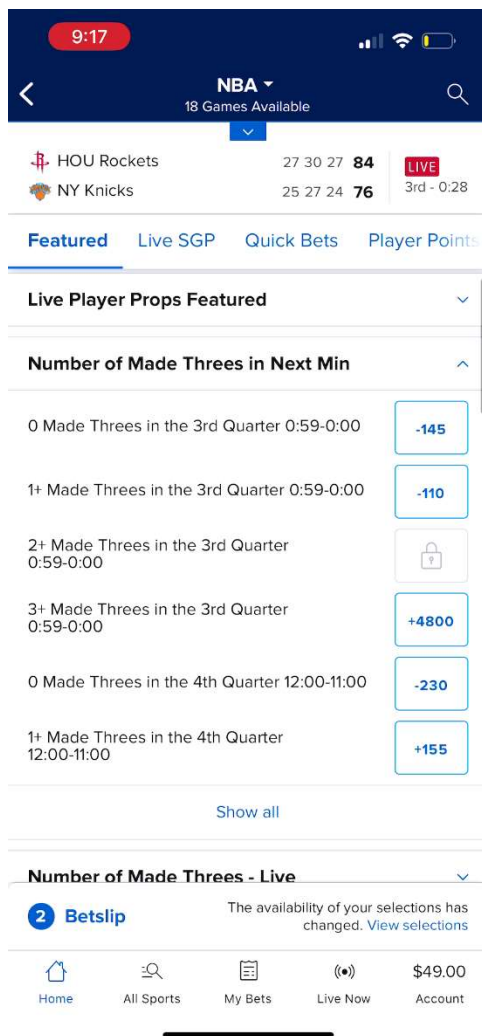 9:17
NBA
18 Games Available
HOU Rockets 27 30 27 84 LIVE
NY Knicks 25 27 24 76 3rd - 0:28
Featured Live SGP Quick Bets Player Points
Live Player Props Featured
Number of Made Threes in Next Min
0 Made Threes in the 3rd Quarter 0:59-0:00 -145
1+ Made Threes in the 3rd Quarter 0:59-0:00 -110
2+ Made Threes in the 3rd Quarter
0:59-0:00
3+ Made Threes in the 3rd Quarter
0:59-0:00 +4800
0 Made Threes in the 4th Quarter 12:00-11:00 -230
1+ Made Threes in the 4th Quarter
12:00-11:00 +155
Show all
Number of Made Threes - Live
2 Betslip
The availability of your selections has
changed. View selections
$49.00
Home All Sports My Bets Live Now Account